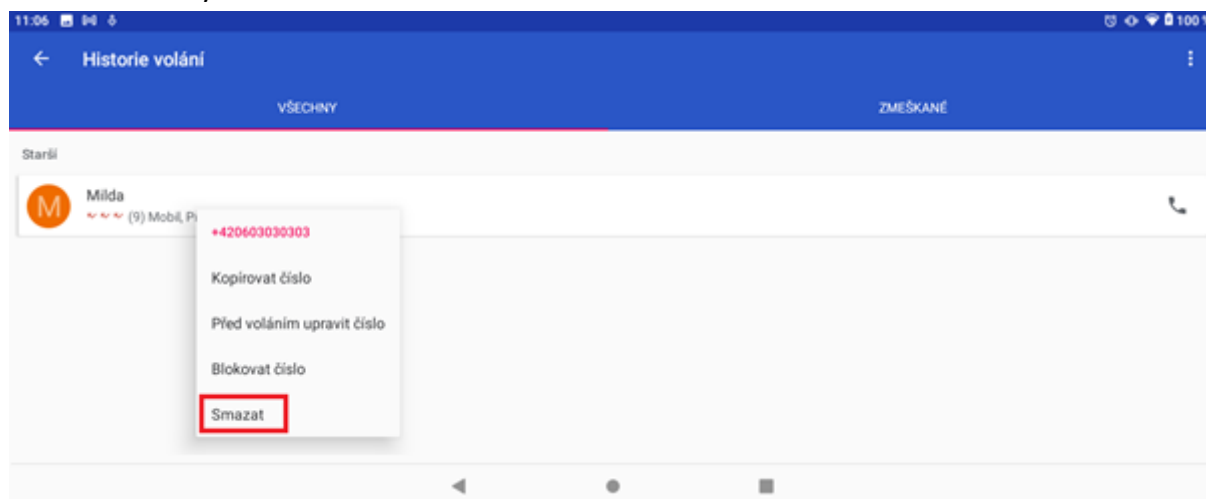 11:06
100
Historie volání
VŠECHNY
ZMEŠKANÉ
Starší
M
Milda
(9) Mobil,
+420603030303
Kopírovat číslo
Před voláním upravit číslo
Blokovat číslo
Smazat